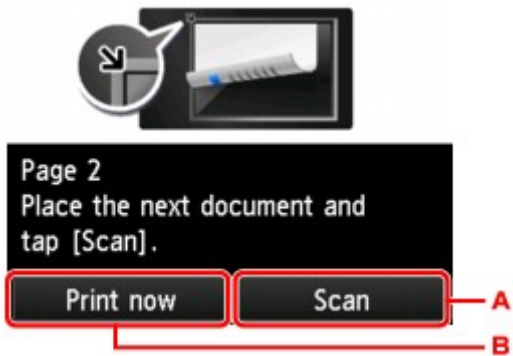 Page 2
Place the next document and
tap [Scan].
Print now
Scan
A
B